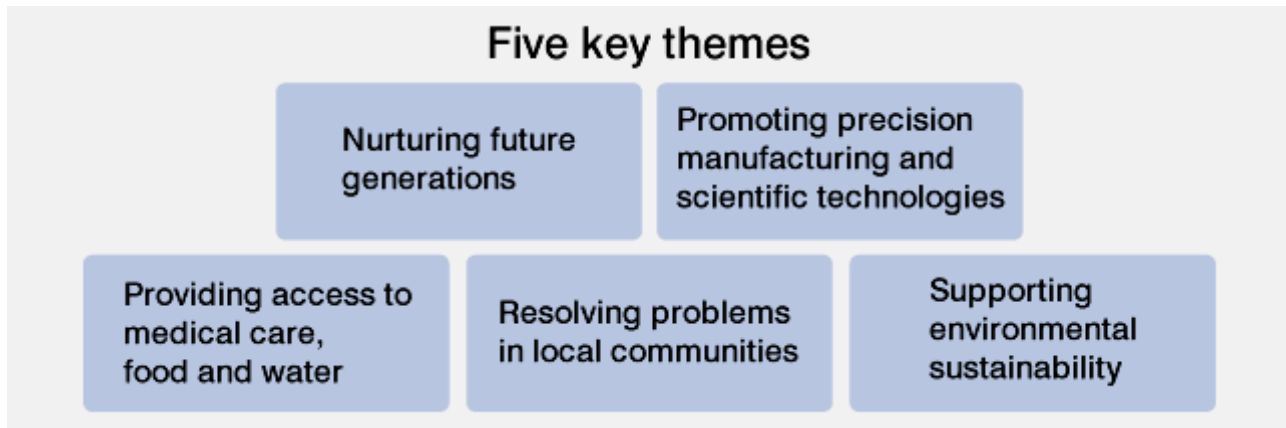 Five key themes
Nurturing future
generations
Promoting precision
manufacturing and
scientific technologies
Providing access to
medical care,
food and water
Resolving problems
in local communities
Supporting
environmental
sustainability